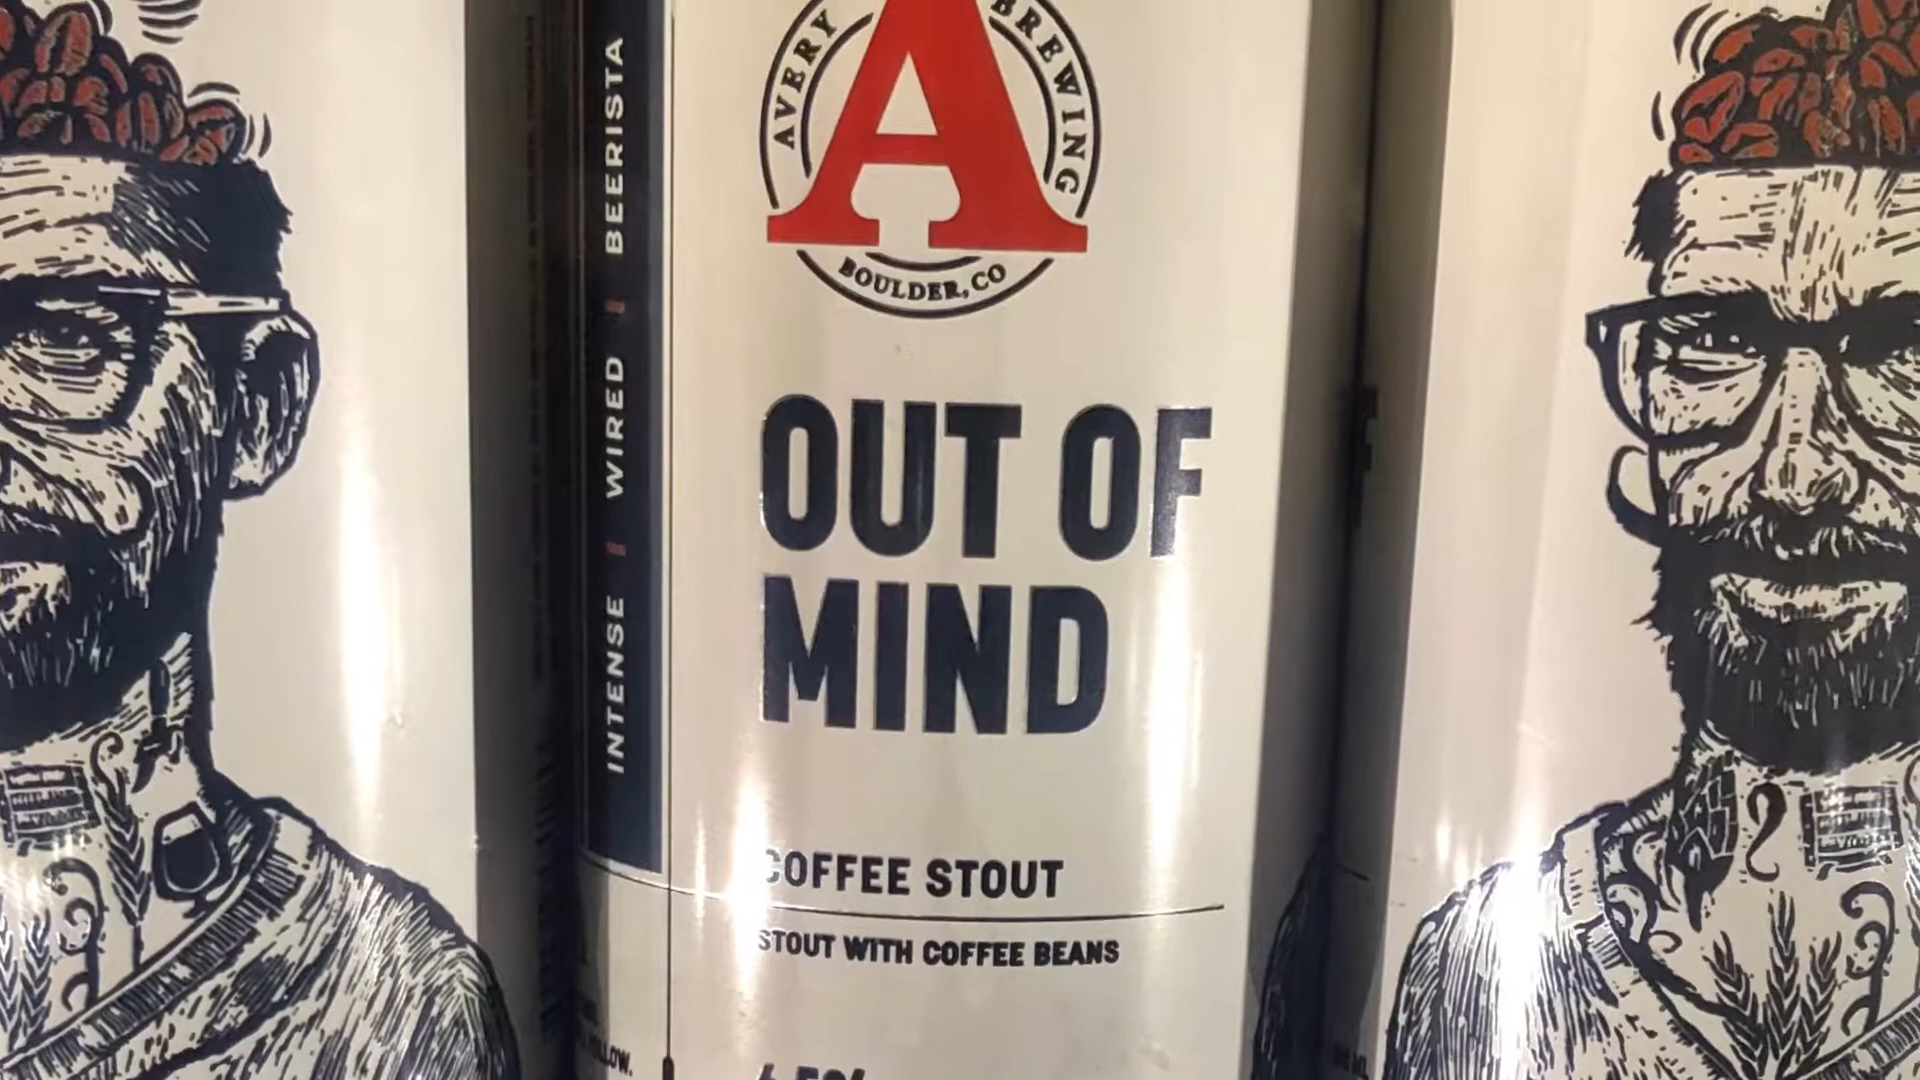 AVERY BREWING
A
BOULDER, CO
INTENSE | WIRED | BEERISTA
OUT OF
MIND
COFFEE STOUT
STOUT WITH COFFEE BEANS